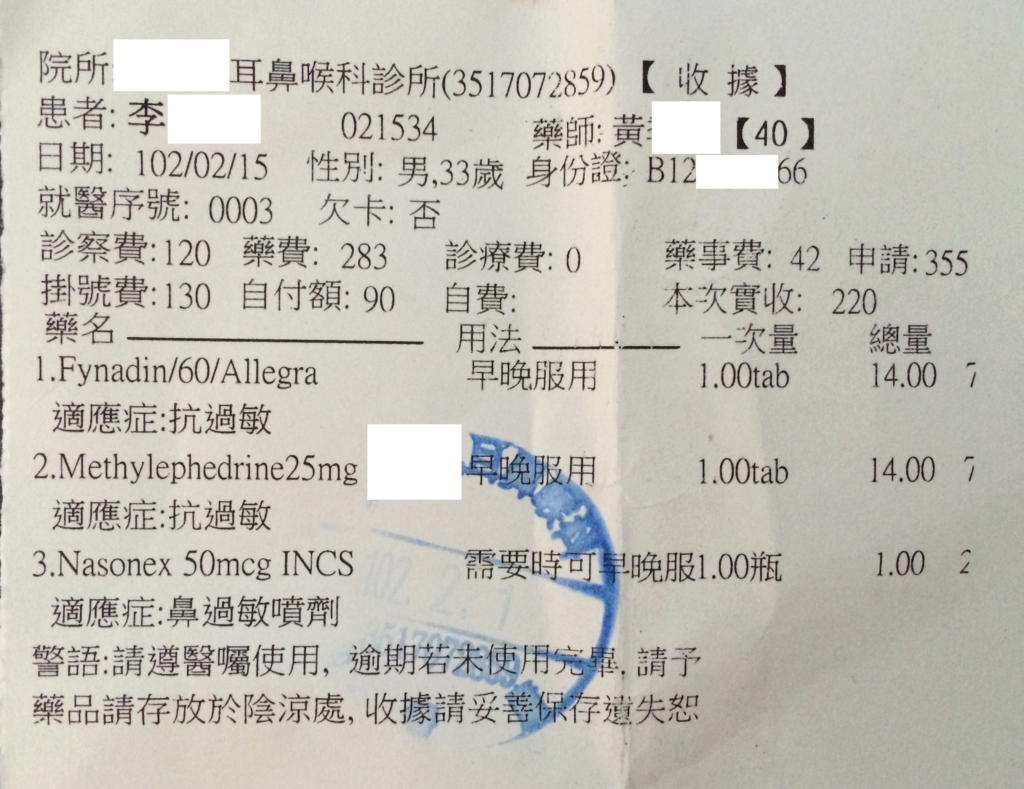 院所: 耳鼻喉科診所(3517072859)【 收 據 】
患者: 李 021534 藥師: 黃 【40 】
日期: 102/02/15 性別: 男,33歲 身份證: B12 66
就醫序號: 0003 欠卡: 否
診察費:120 藥費: 283 診療費: 0 藥事費: 42 申請:355
掛號費:130 自付額: 90 自費: 本次實收: 220
藥名 用法 一次量 總量
1.Fynadin/60/Allegra 早晚服用 1.00tab 14.00 7
適應症:抗過敏
2.Methylephedrine25mg 早晚服用 1.00tab 14.00 7
適應症:抗過敏
3.Nasonex 50mcg INCS 需要時可早晚服1.00瓶 1.00 2
適應症:鼻過敏噴劑
警語:請遵醫囑使用, 逾期若未使用完畢, 請予
藥品請存放於陰涼處, 收據請妥善保存遺失恕
102. 2. 1
3517072859